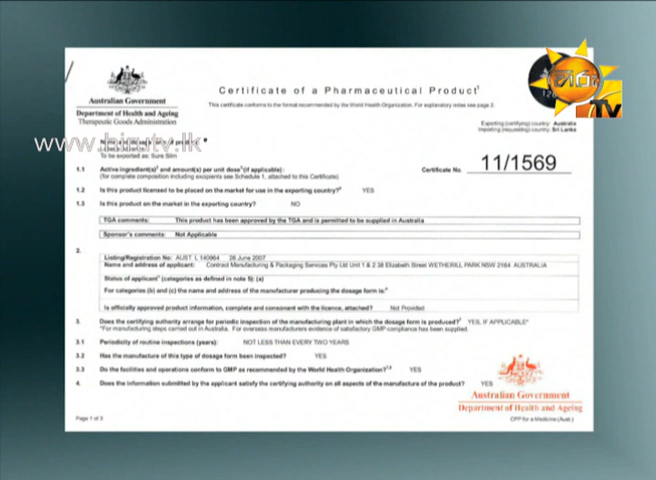 Certificate of a Pharmaceutical Product¹
Australian Government
This certificate conforms to the format recommended by the World Health Organization. For explanatory notes see page 2.
Department of Health and Ageing
Therapeutic Goods Administration
Exporting (certifying) country: Australia
Importing (requesting) country: Sri Lanka
www.hirutv.lk
TV
To be exported as: Sure Slim
1.1 Active ingredient(s)² and amount(s) per unit dose³ (if applicable):
(for complete composition including excipients see Schedule 1, attached to this Certificate)
Certificate No. 11/1569
1.2 Is this product licensed to be placed on the market for use in the exporting country? YES
1.3 Is this product on the market in the exporting country? NO
TGA comments: This product has been approved by the TGA and is permitted to be supplied in Australia
Sponsor's comments: Not Applicable
2.
Listing/Registration No: AUST L 140964 28 June 2007
Name and address of applicant: Contract Manufacturing & Packaging Services Pty Ltd Unit 1 & 2 38 Elizabeth Street WETHERILL PARK NSW 2164 AUSTRALIA
Status of applicant (categories as defined in note 5): (a)
For categories (b) and (c) the name and address of the manufacturer producing the dosage form is:
Is officially approved product information, complete and consonant with the licence, attached? Not Provided
3. Does the certifying authority arrange for periodic inspection of the manufacturing plant in which the dosage form is produced? YES, IF APPLICABLE*
*For manufacturing steps carried out in Australia. For overseas manufacturers evidence of satisfactory GMP compliance has been supplied.
3.1 Periodicity of routine inspections (years): NOT LESS THAN EVERY TWO YEARS
3.2 Has the manufacture of this type of dosage form been inspected? YES
3.3 Do the facilities and operations conform to GMP as recommended by the World Health Organization? YES
4. Does the information submitted by the applicant satisfy the certifying authority on all aspects of the manufacture of the product? YES
Australian Government
Department of Health and Ageing
Page 1 of 3
CPP for a Medicine (Aust.)